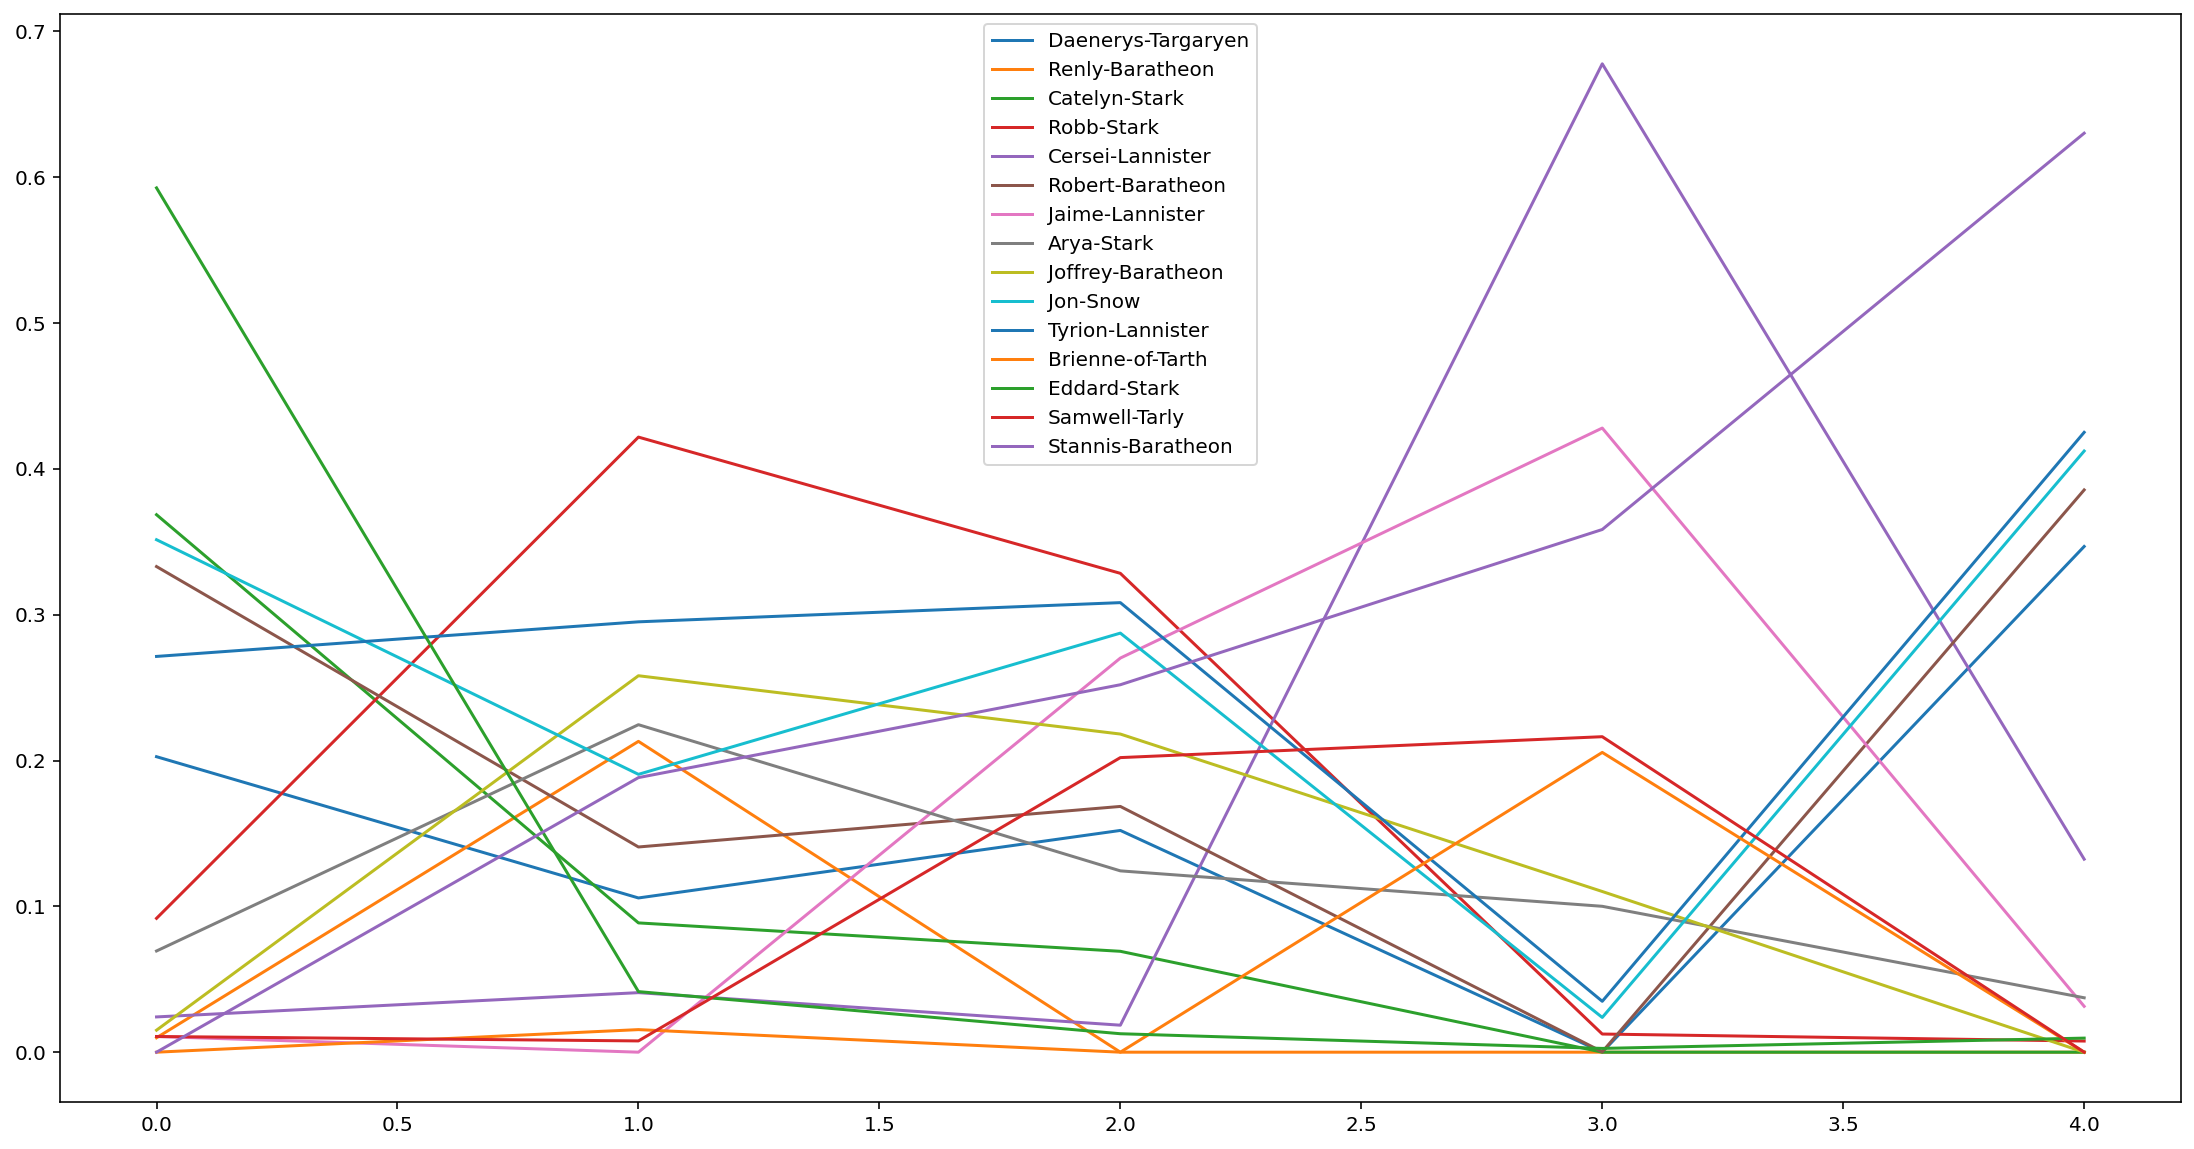 0.7
0.6
0.5
0.4
0.3
0.2
0.1
0.0
Daenerys-Targaryen
Renly-Baratheon
Catelyn-Stark
Robb-Stark
Cersei-Lannister
Robert-Baratheon
Jaime-Lannister
Arya-Stark
Joffrey-Baratheon
Jon-Snow
Tyrion-Lannister
Brienne-of-Tarth
Eddard-Stark
Samwell-Tarly
Stannis-Baratheon
0.0 0.5 1.0 1.5 2.0 2.5 3.0 3.5 4.0